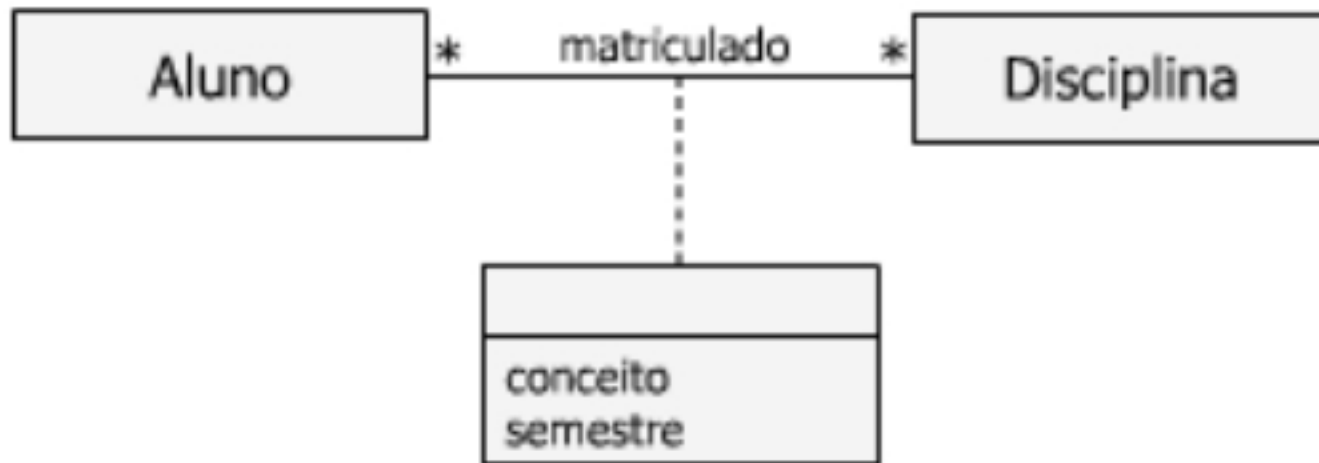 Aluno
* matriculado *
Disciplina
conceito
semestre